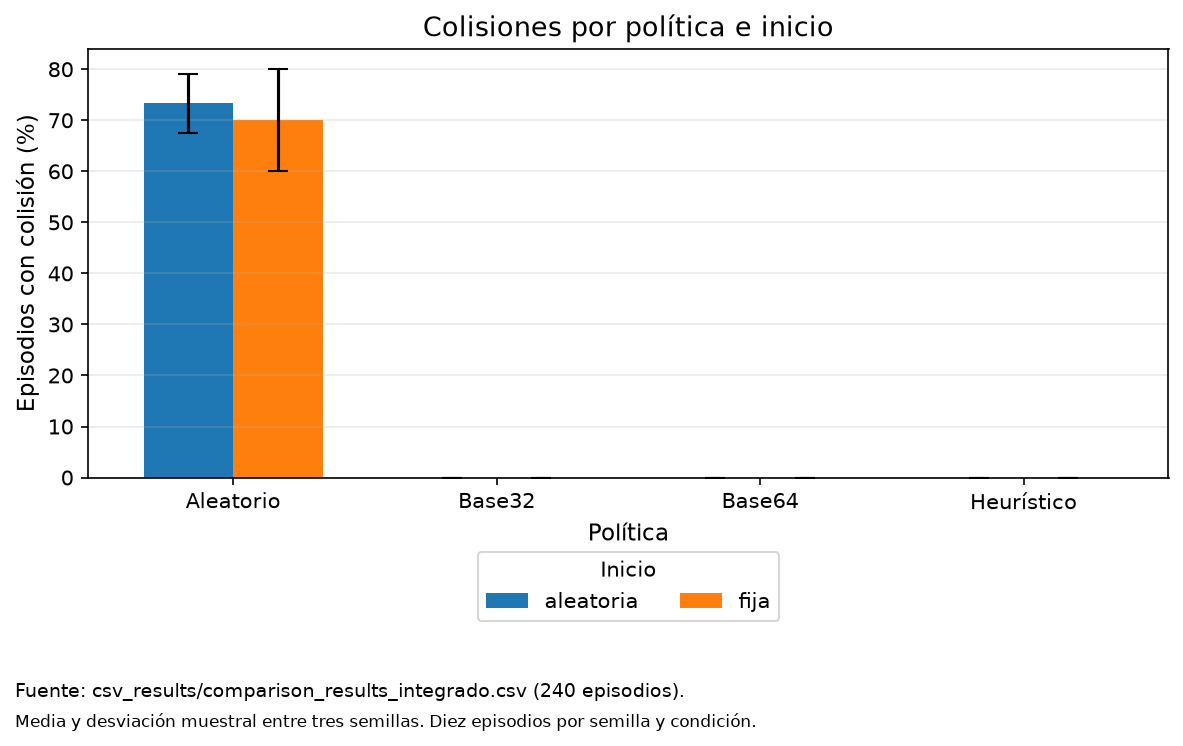 Colisiones por política e inicio
Episodios con colisión (%)
80
70
60
50
40
30
20
10
0
Aleatorio Base32 Base64 Heurístico
Política
Inicio
aleatoria fija
Fuente: csv_results/comparison_results_integrado.csv (240 episodios).
Media y desviación muestral entre tres semillas. Diez episodios por semilla y condición.